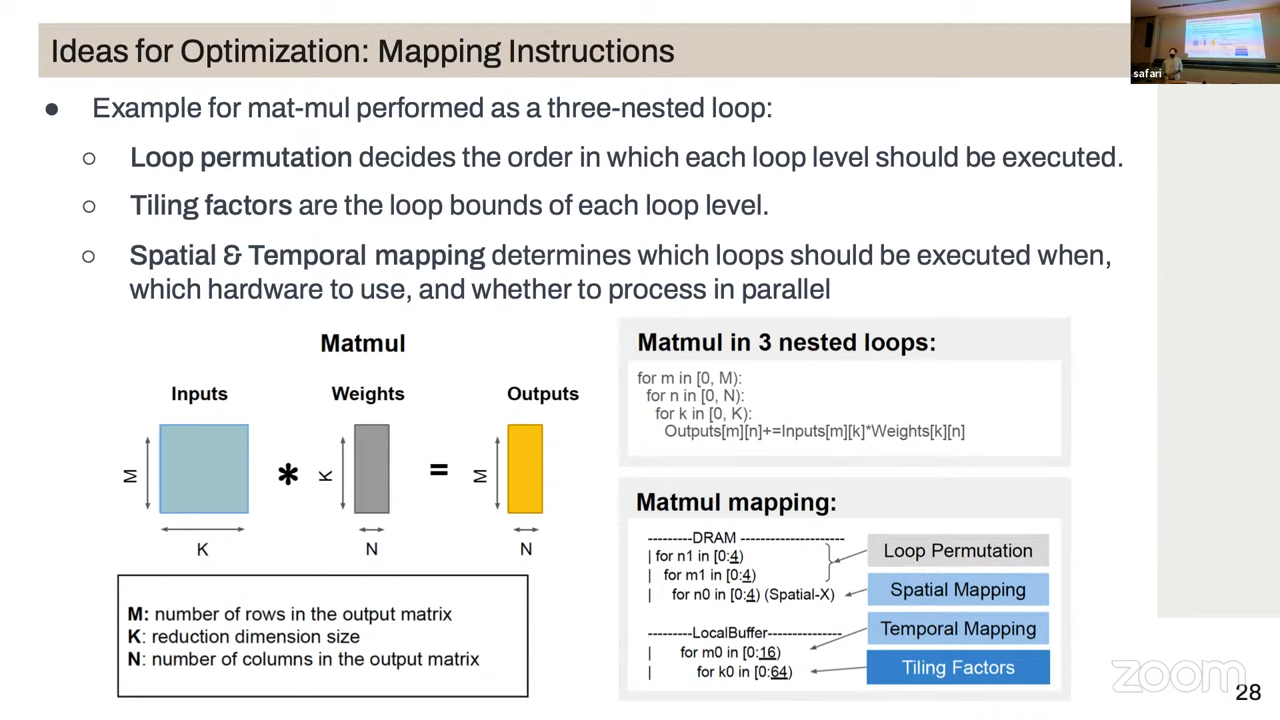 Ideas for Optimization: Mapping Instructions
safari
● Example for mat-mul performed as a three-nested loop:
○ Loop permutation decides the order in which each loop level should be executed.
○ Tiling factors are the loop bounds of each loop level.
○ Spatial & Temporal mapping determines which loops should be executed when,
which hardware to use, and whether to process in parallel
Matmul
Inputs
Weights
Outputs
M
*
K
=
M
K
N
N
M: number of rows in the output matrix
K: reduction dimension size
N: number of columns in the output matrix
Matmul in 3 nested loops:
for m in [0, M):
for n in [0, N):
for k in [0, K):
Outputs[m][n]+=Inputs[m][k]*Weights[k][n]
Matmul mapping:
---------DRAM ---------------------
| for n1 in [0:4)
| for m1 in [0:4)
| for n0 in [0:4) (Spatial-X)
---------LocalBuffer---------------
| for m0 in [0:16)
| for k0 in [0:64)
Loop Permutation
Spatial Mapping
Temporal Mapping
Tiling Factors
zoom
28